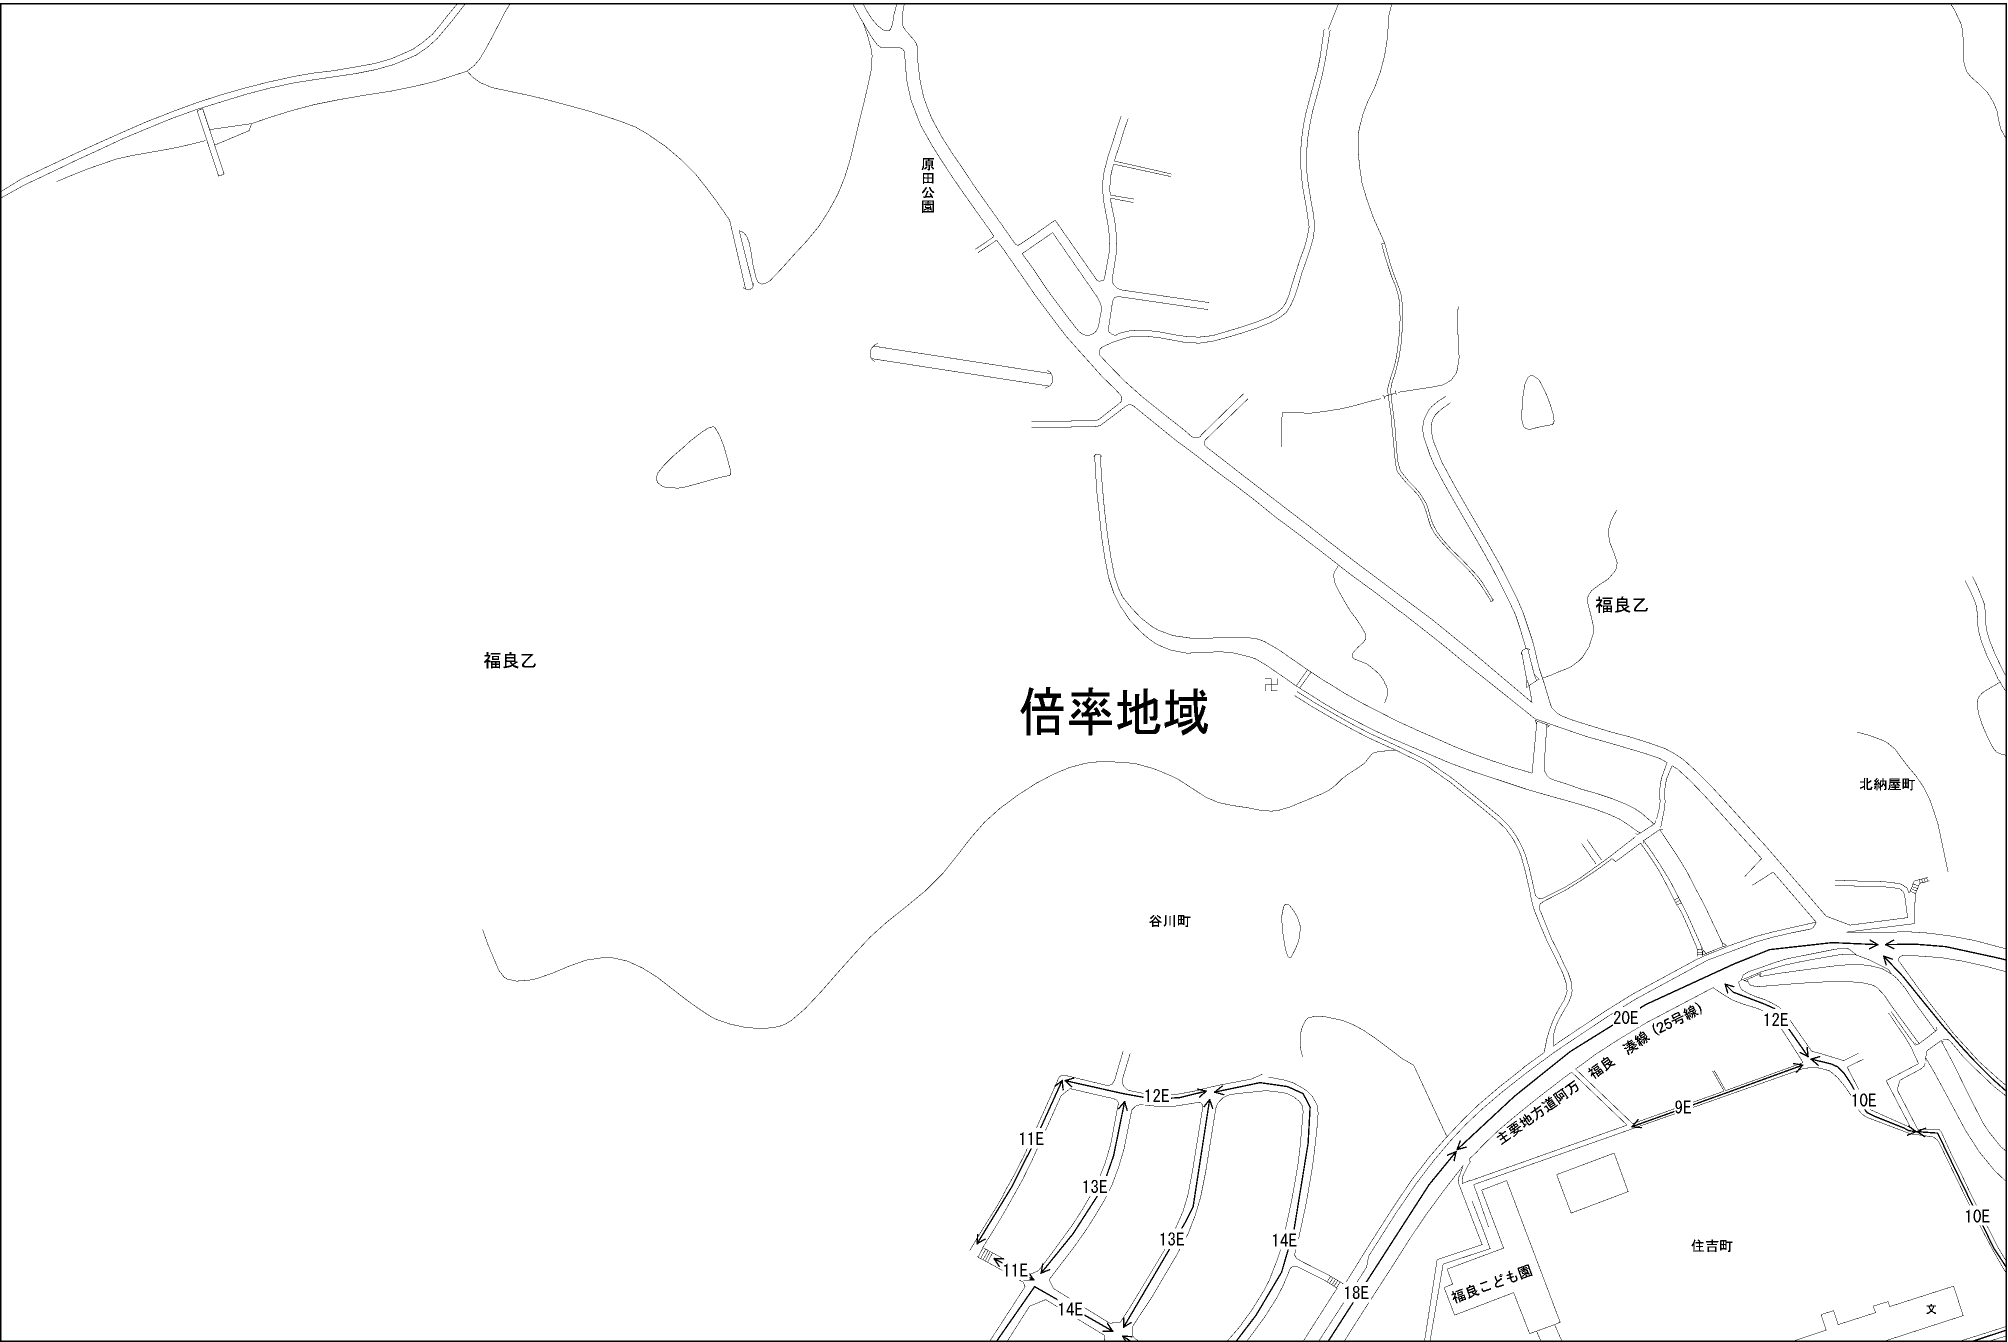 原田公園
福良乙
福良乙
倍率地域
北納屋町
谷川町
20E
12E
主要地方道阿万 福良 湊線(25号線)
12E
9E
10E
11E
13E
13E
14E
11E
14E
18E
10E
住吉町
福良こども園
文